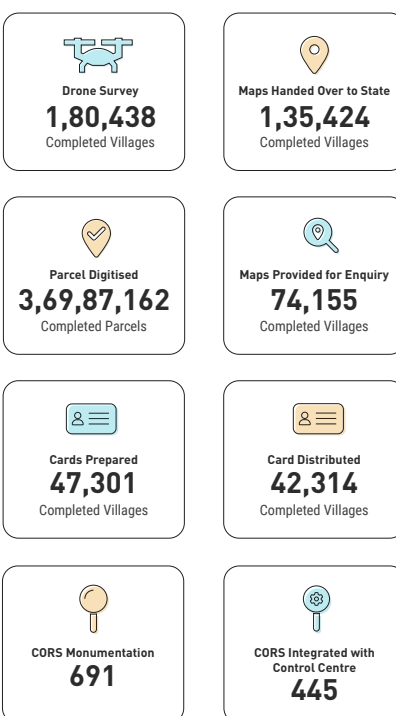 Drone Survey
1,80,438
Completed Villages
Maps Handed Over to State
1,35,424
Completed Villages
Parcel Digitised
3,69,87,162
Completed Parcels
Maps Provided for Enquiry
74,155
Completed Villages
Cards Prepared
47,301
Completed Villages
Card Distributed
42,314
Completed Villages
CORS Monumentation
691
CORS Integrated with
Control Centre
445